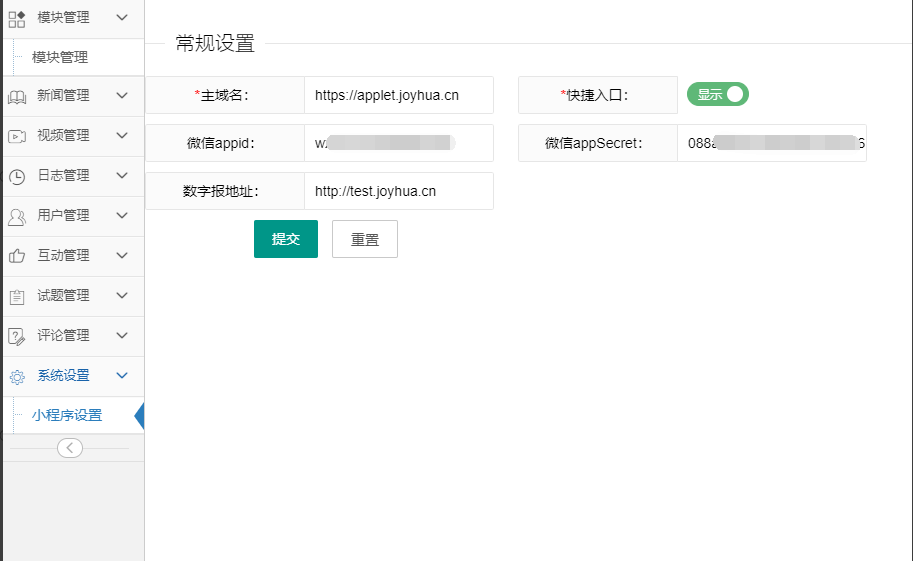 模块管理
模块管理
新闻管理
视频管理
日志管理
用户管理
互动管理
试题管理
评论管理
系统设置
小程序设置
常规设置
*主域名： https://applet.joyhua.cn *快捷入口： 显示
微信appid： w 微信appSecret： 088 6
数字报地址： http://test.joyhua.cn
提交 重置